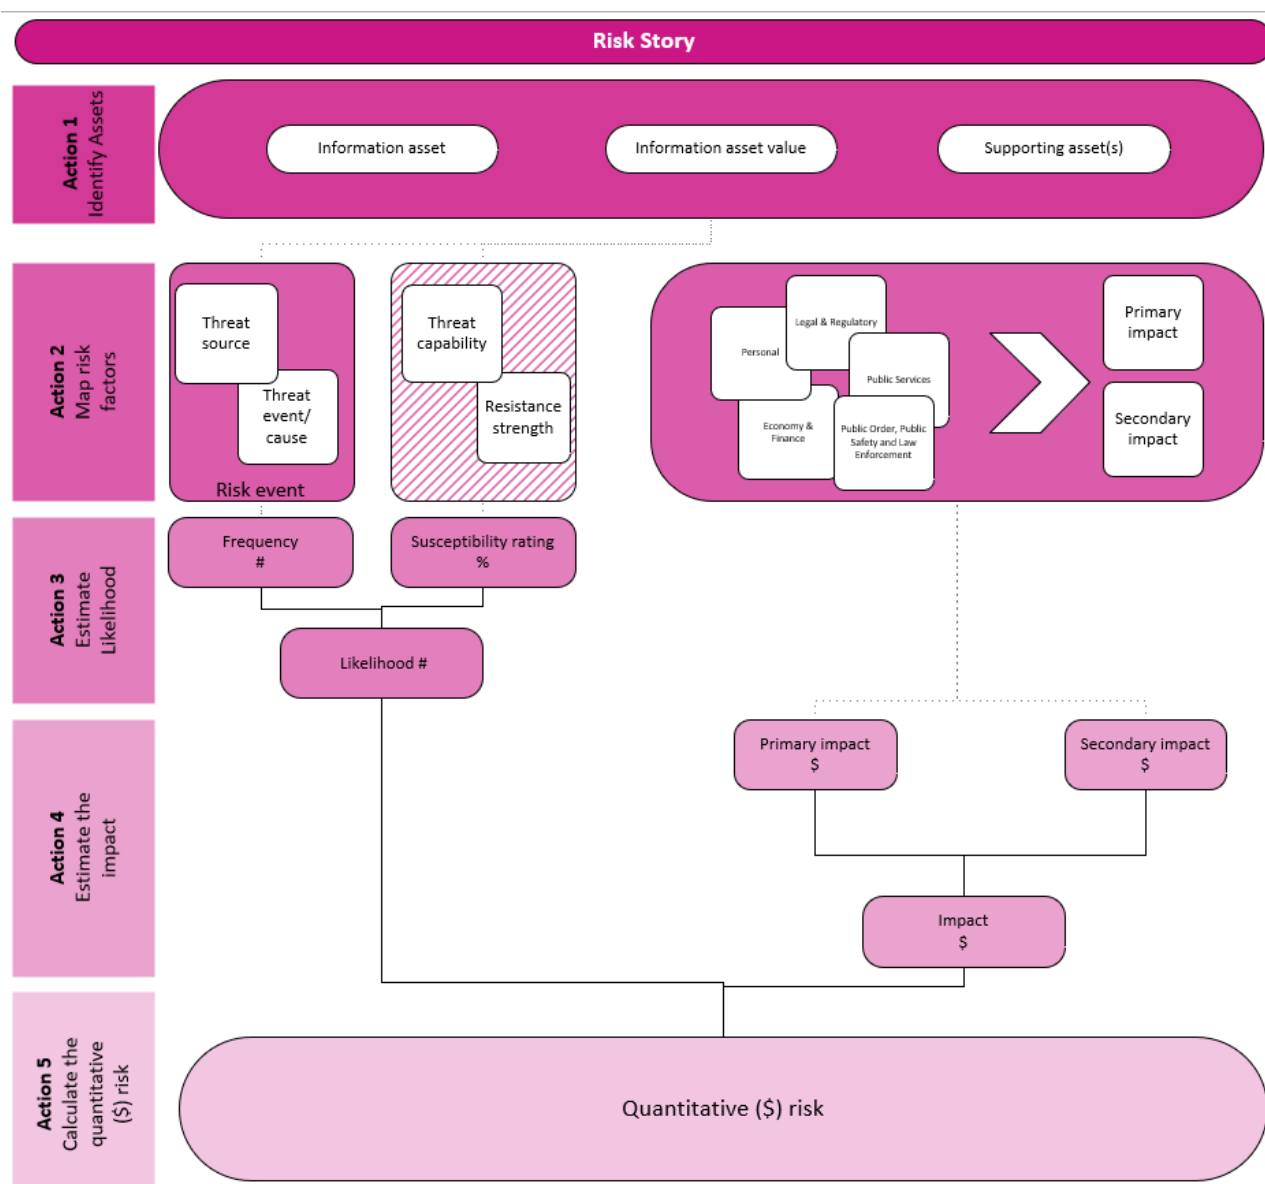 Risk Story
Action 1
Identify Assets
Information asset
Information asset value
Supporting asset(s)
Action 2
Map risk
factors
Threat
source
Threat
event/
cause
Risk event
Threat
capability
Resistance
strength
Legal & Regulatory
Personal
Public Services
Economy &
Finance
Public Order, Public
Safety and Law
Enforcement
Primary
impact
Secondary
impact
Action 3
Estimate
Likelihood
Frequency
#
Susceptibility rating
%
Likelihood #
Action 4
Estimate the
impact
Primary impact
$
Secondary impact
$
Impact
$
Action 5
Calculate the
quantitative
($) risk
Quantitative ($) risk